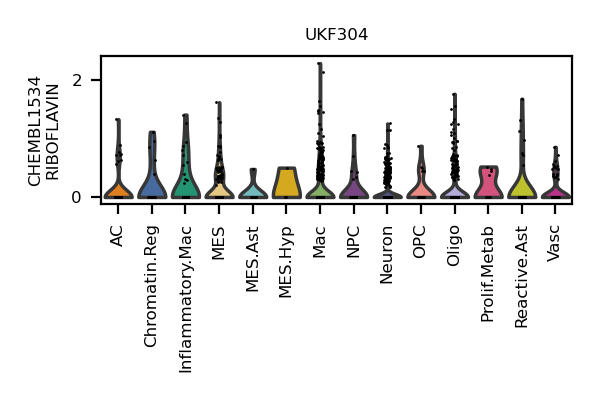 UKF304
CHEMBL1534
RIBOFLAVIN
2
0
AC
Chromatin.Reg
Inflammatory.Mac
MES
MES.Ast
MES.Hyp
Mac
NPC
Neuron
OPC
Oligo
Prolif.Metab
Reactive.Ast
Vasc